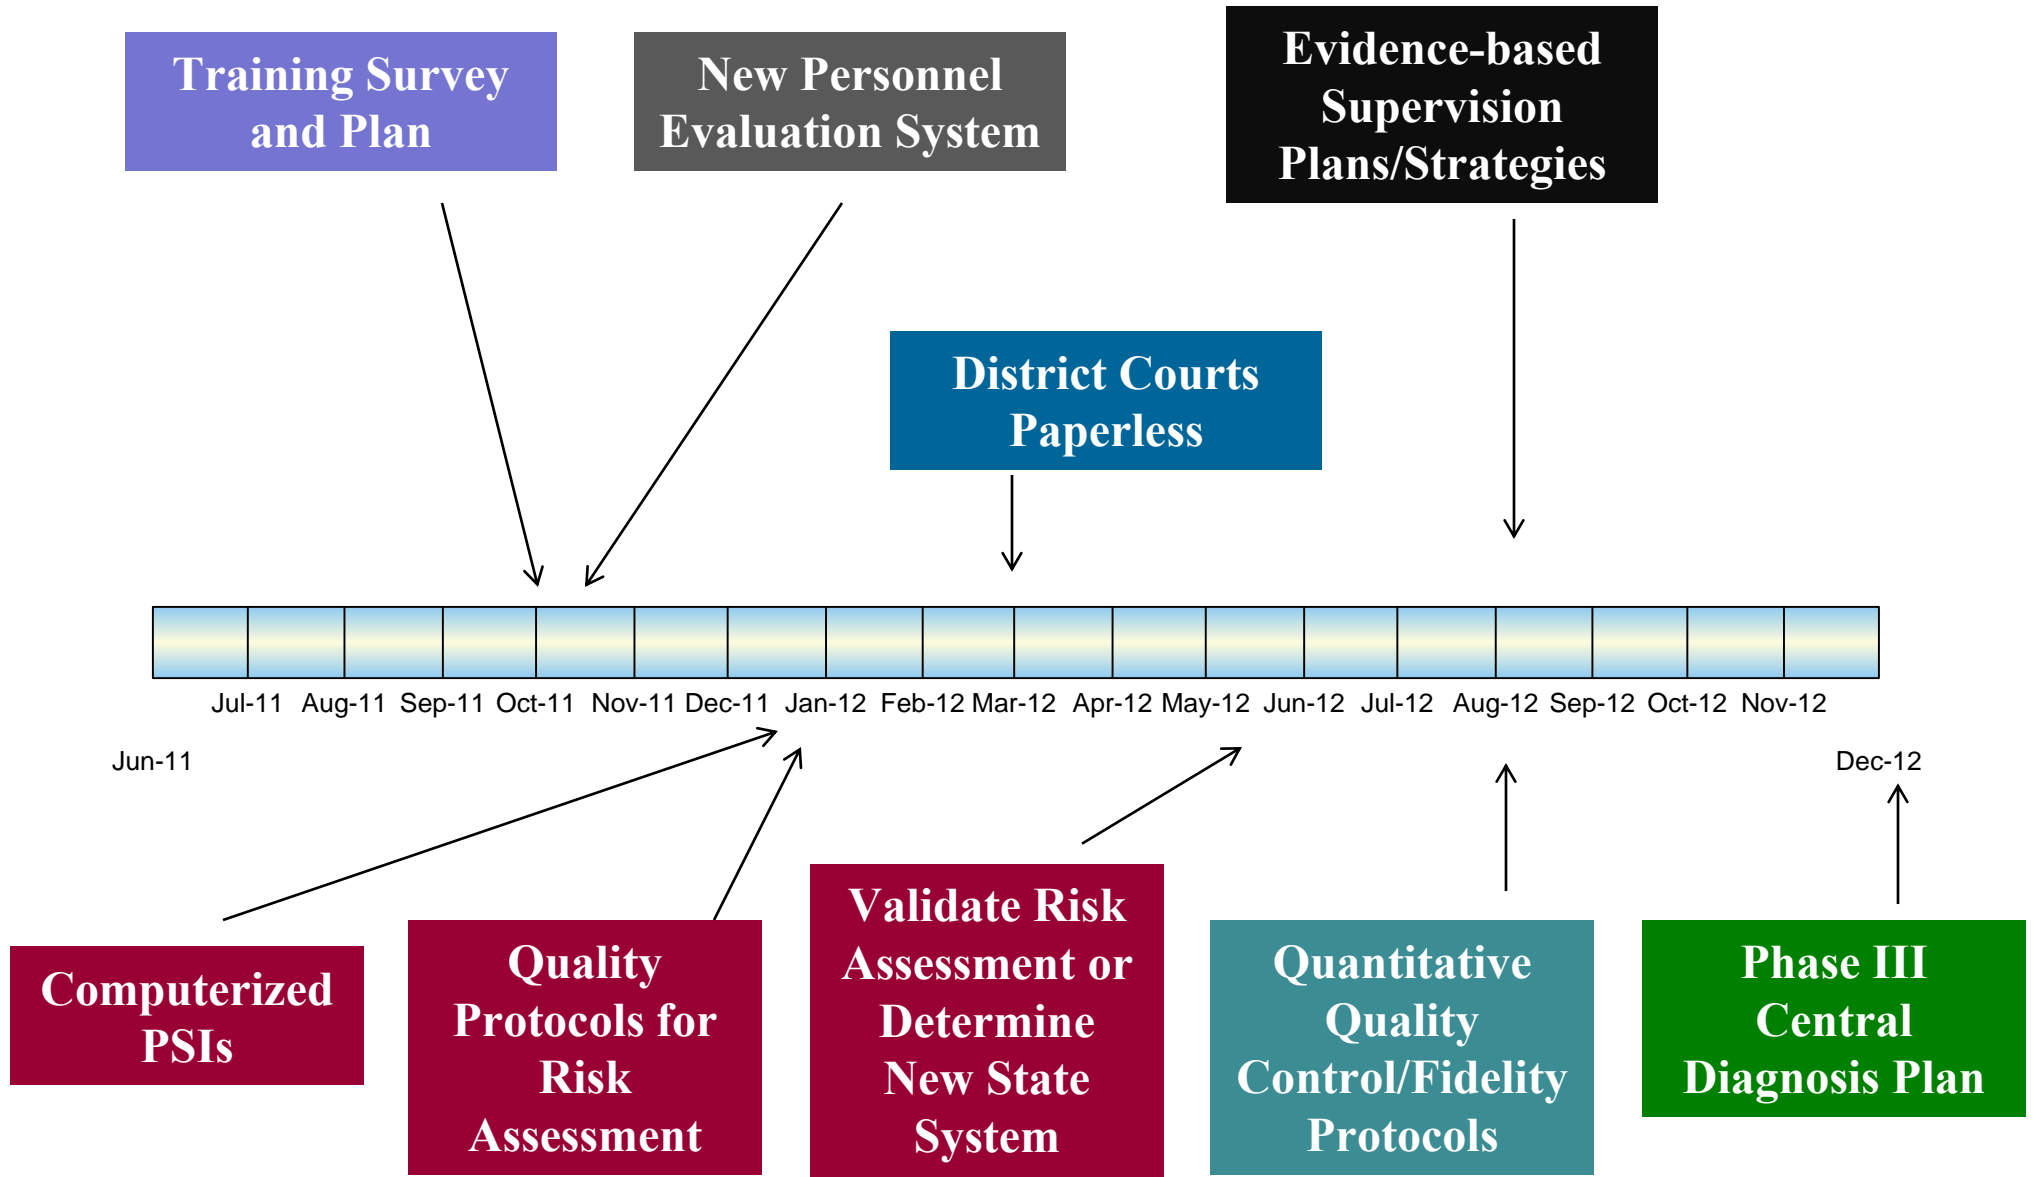 Training Survey
and Plan
New Personnel
Evaluation System
Evidence-based
Supervision
Plans/Strategies
District Courts
Paperless
Jul-11 Aug-11 Sep-11 Oct-11 Nov-11 Dec-11 Jan-12 Feb-12 Mar-12 Apr-12 May-12 Jun-12 Jul-12 Aug-12 Sep-12 Oct-12 Nov-12
Jun-11 Dec-12
Computerized
PSIs
Quality
Protocols for
Risk
Assessment
Validate Risk
Assessment or
Determine
New State
System
Quantitative
Quality
Control/Fidelity
Protocols
Phase III
Central
Diagnosis Plan